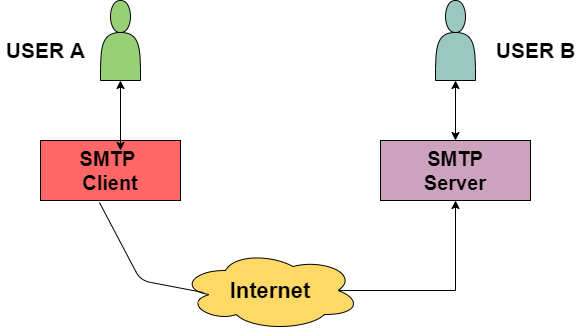 USER A
USER B
SMTP
Client
SMTP
Server
Internet